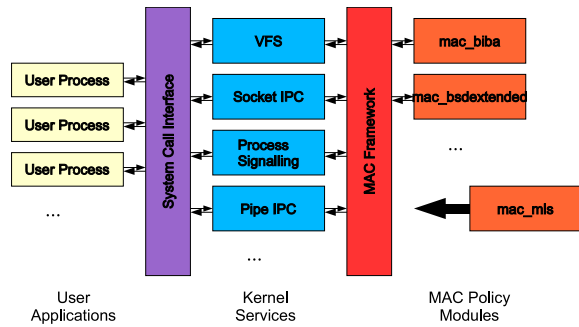 VFS
mac_biba
User Process
Socket IPC
mac_bsdextended
User Process
System Call Interface
Process
Signalling
MAC Framework
...
User Process
Pipe IPC
mac_mls
...
...
User
Applications
Kernel
Services
MAC Policy
Modules